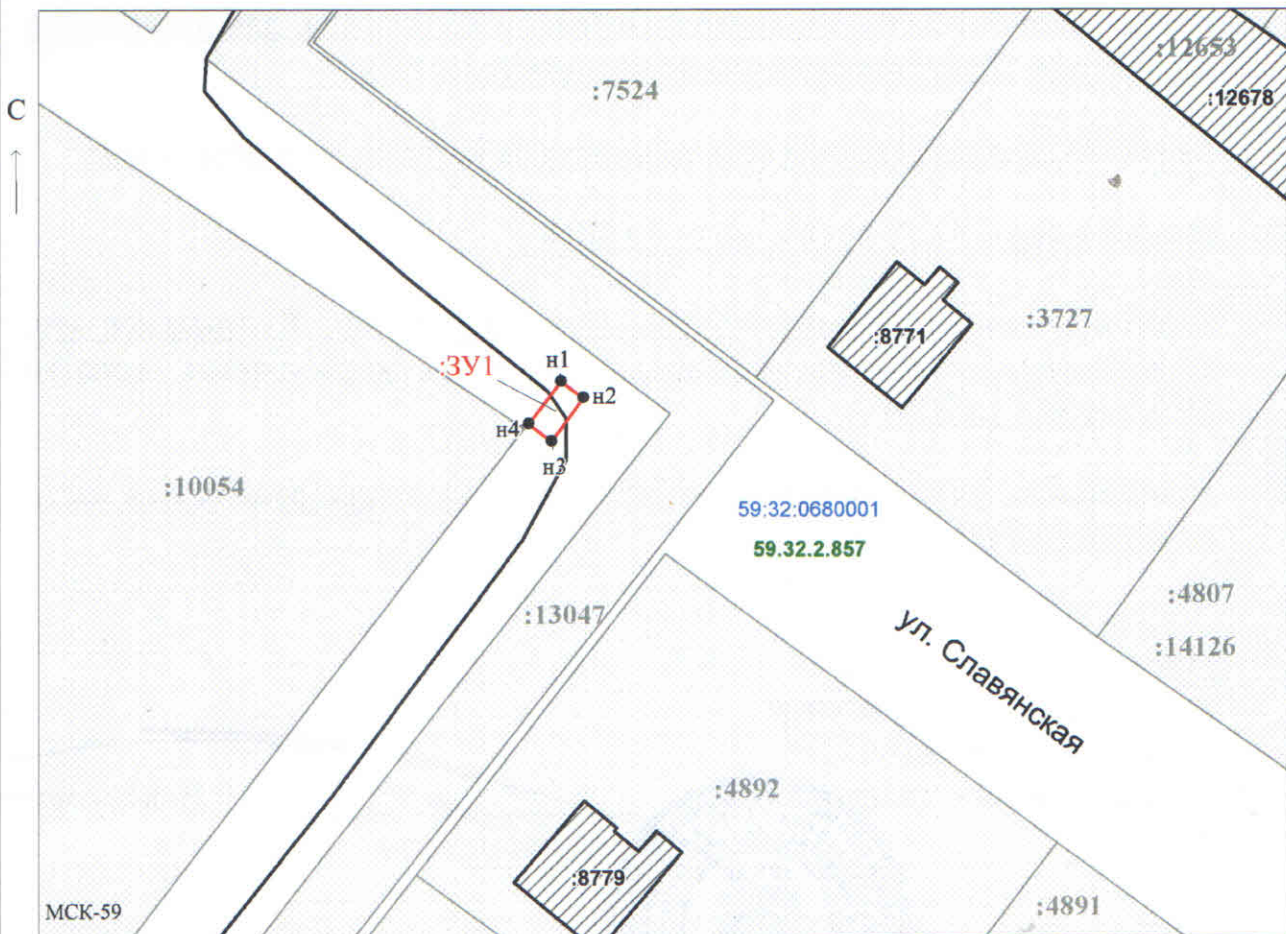 :12653
:7524
:12678
С
:3727
:8771
н1
:ЗУ1
н2
н4
н3
:10054
59:32:0680001
59.32.2.857
:4807
:13047
:14126
ул. Славянская
:4892
:8779
:4891
МСК-59